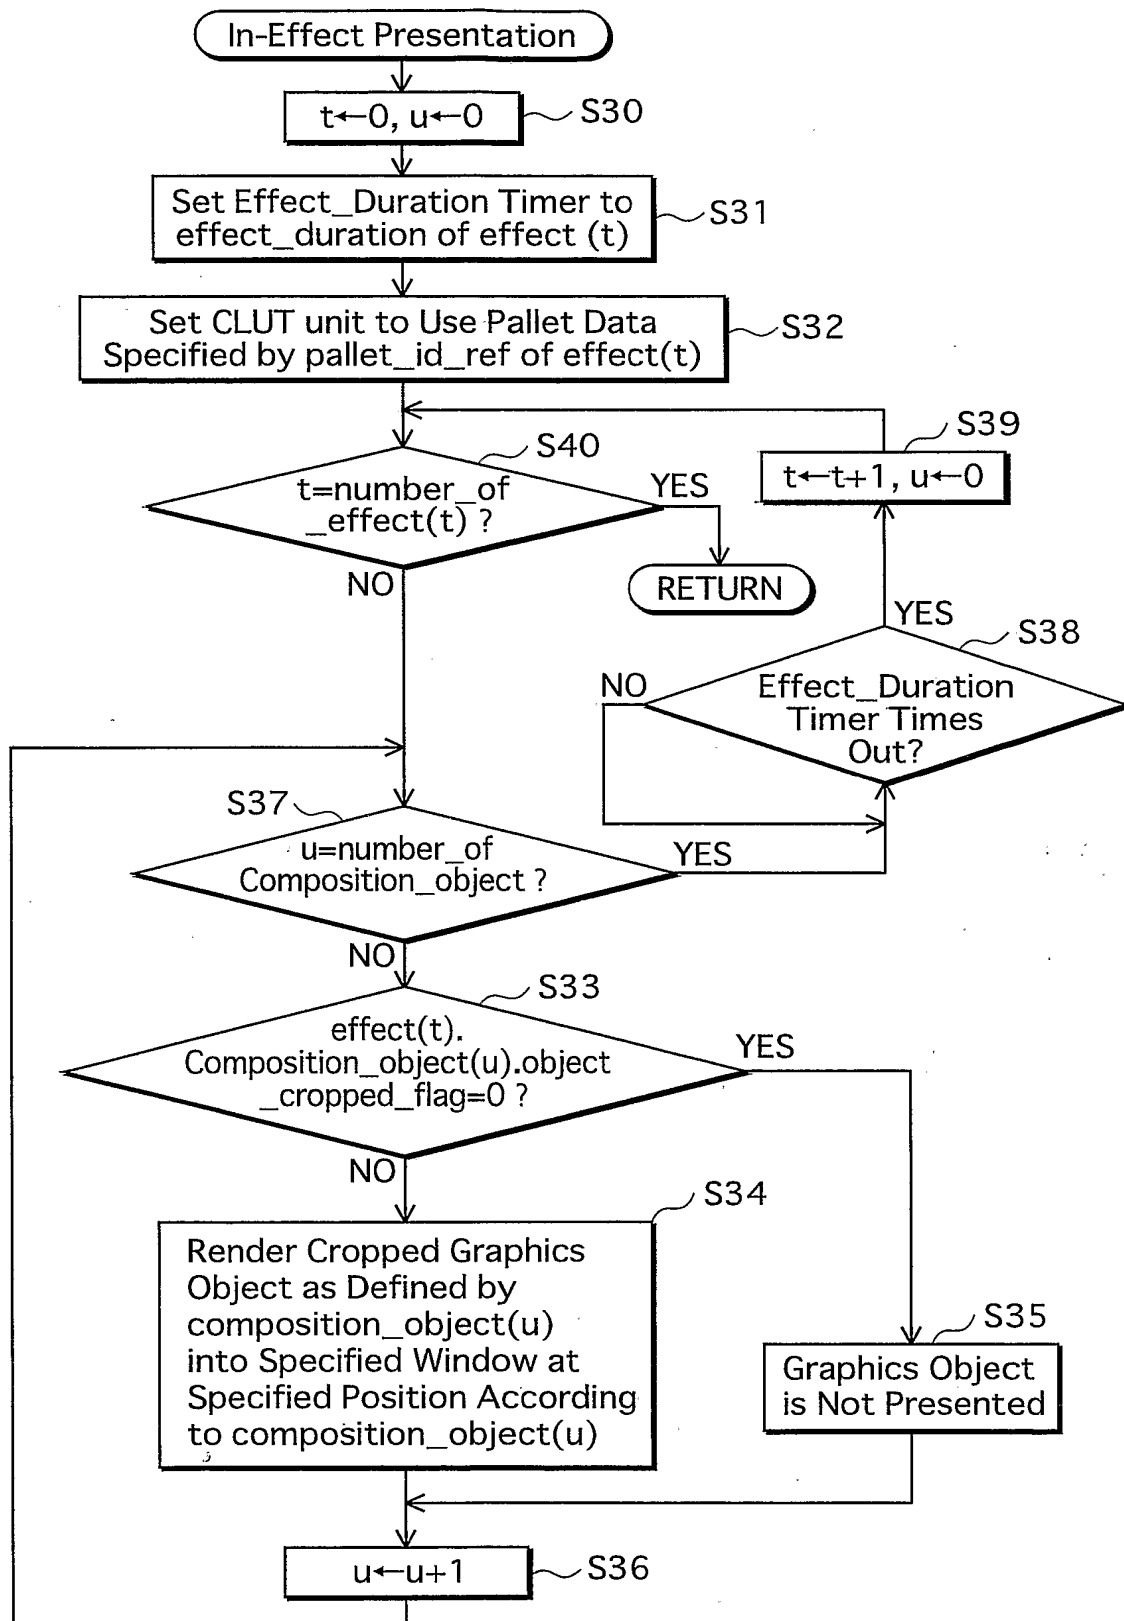 In-Effect Presentation
t←0, u←0
S30
Set Effect_Duration Timer to
effect_duration of effect (t)
S31
Set CLUT unit to Use Pallet Data
Specified by pallet_id_ref of effect(t)
S32
S39
t←t+1, u←0
S40
t=number_of
_effect(t) ?
YES
NO
RETURN
YES
S38
NO
Effect_Duration
Timer Times
Out?
S37
u=number_of
Composition_object ?
YES
NO
S33
effect(t).
Composition_object(u).object
_cropped_flag=0 ?
YES
NO
S34
Render Cropped Graphics
Object as Defined by
composition_object(u)
into Specified Window at
Specified Position According
to composition_object(u)
S35
Graphics Object
is Not Presented
u←u+1
S36